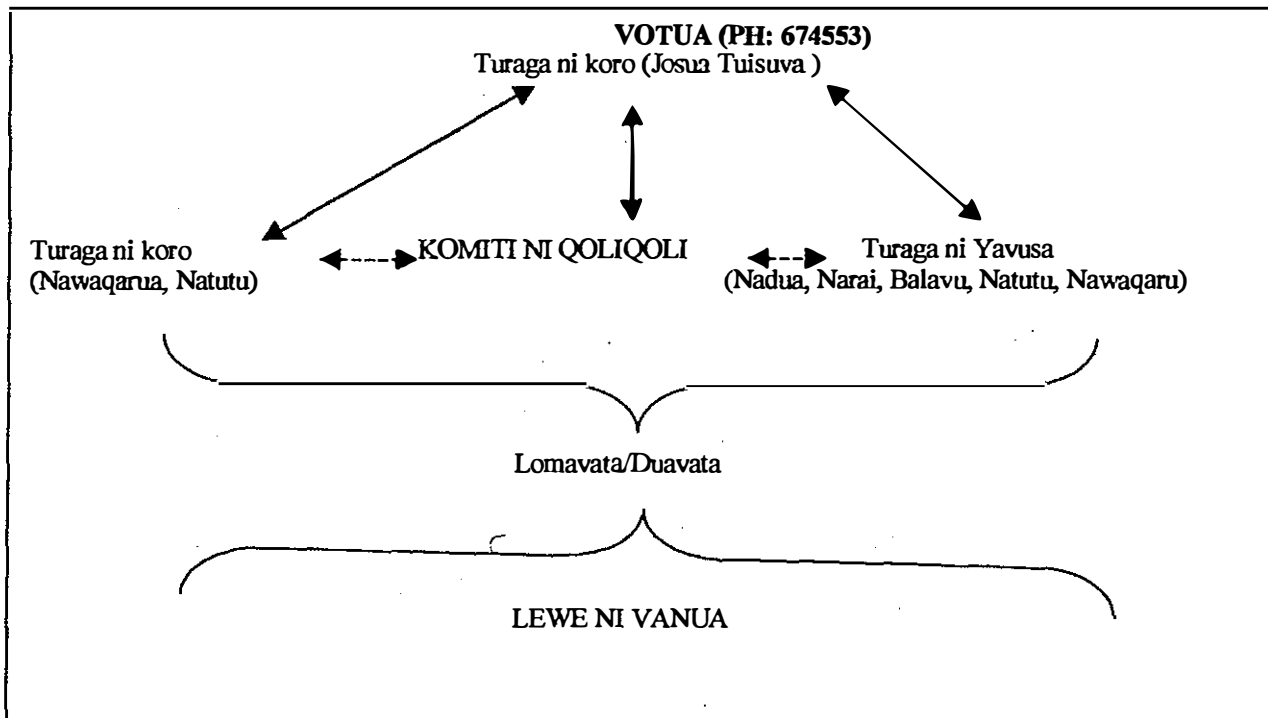 VOTUA (PH: 674553)
Turaga ni koro (Josua Tuisuva )
Turaga ni koro
(Nawaqarua, Natutu)
KOMITI NI QOLIQOLI
Turaga ni Yavusa
(Nadua, Narai, Balavu, Natutu, Nawaqaru)
Lomavata/Duavata
LEWE NI VANUA